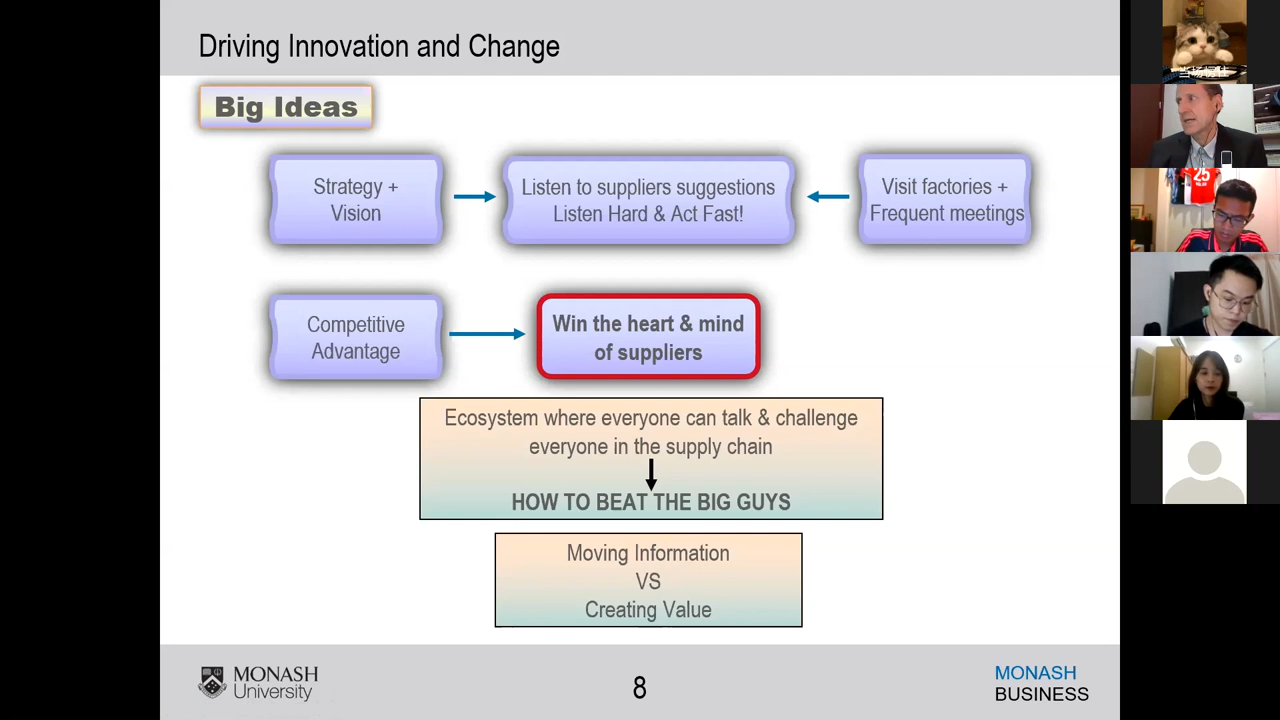 Driving Innovation and Change
Big Ideas
Strategy +
Vision
Listen to suppliers suggestions
Listen Hard & Act Fast!
Visit factories +
Frequent meetings
Competitive
Advantage
Win the heart & mind
of suppliers
Ecosystem where everyone can talk & challenge
everyone in the supply chain
HOW TO BEAT THE BIG GUYS
Moving Information
VS
Creating Value
MONASH
University
8
MONASH
BUSINESS
25